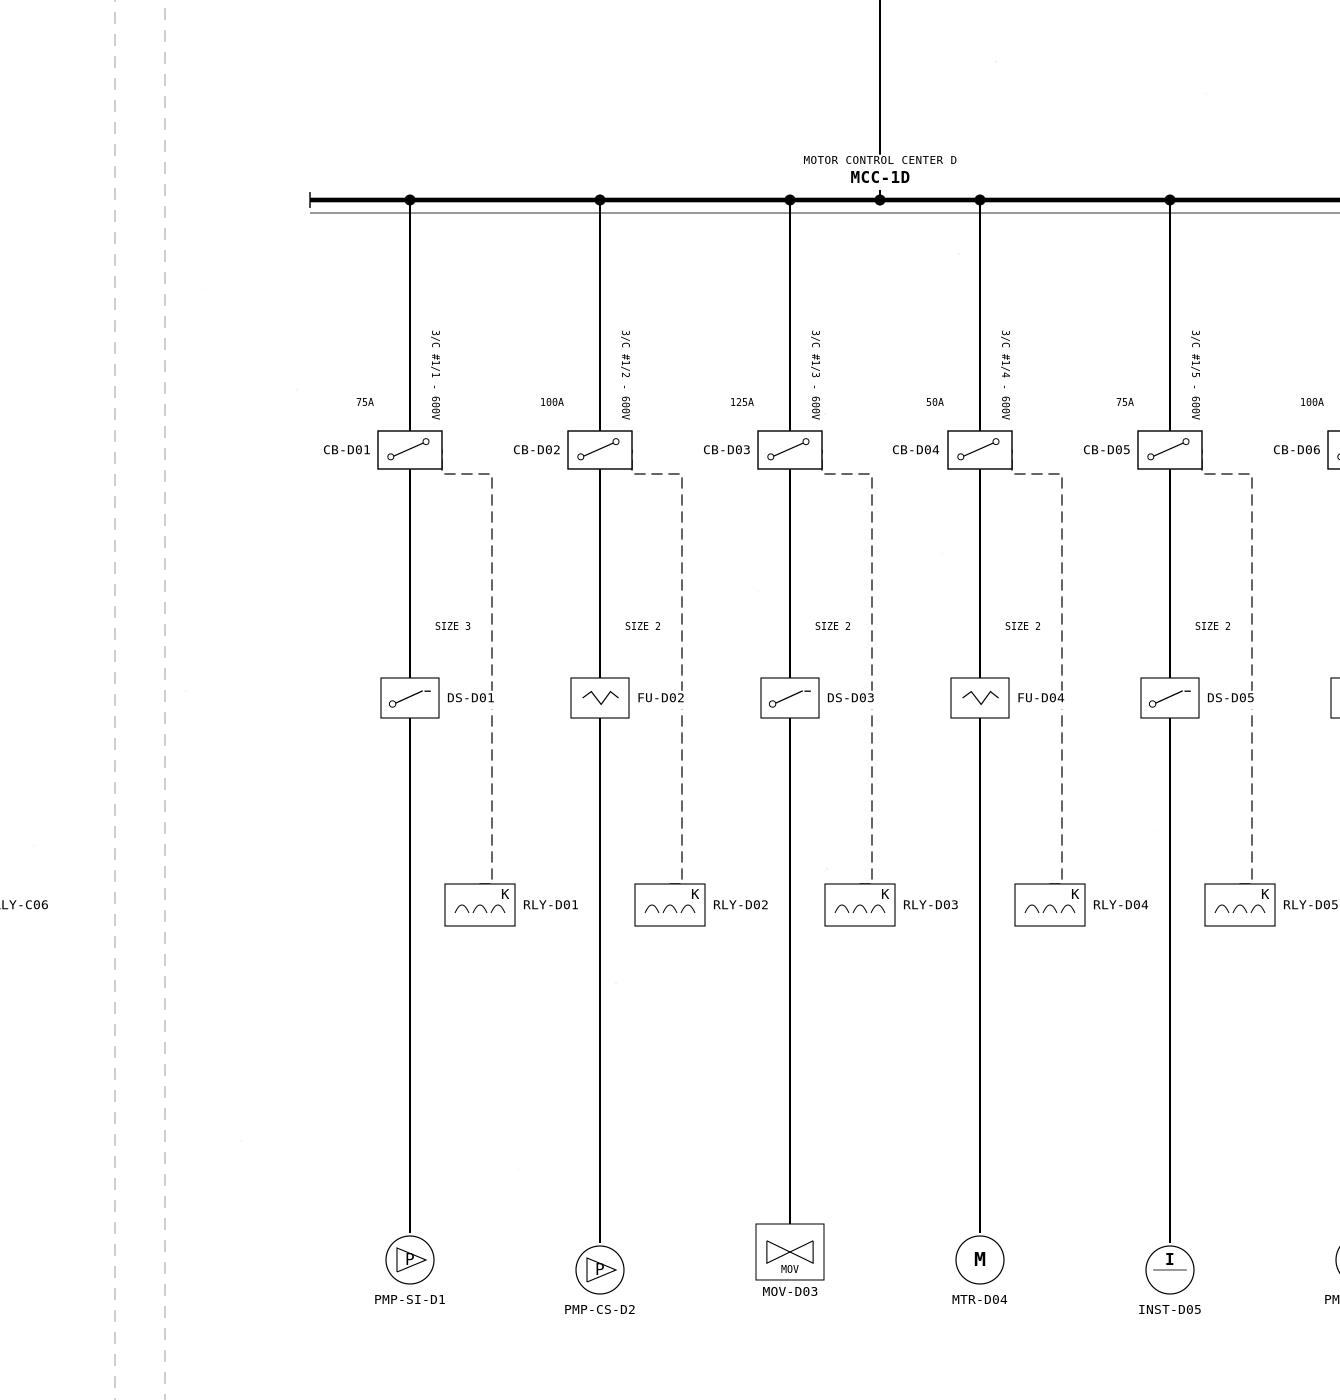 MOTOR CONTROL CENTER D
MCC-1D
3/C #1/1 - 600V
3/C #1/2 - 600V
3/C #1/3 - 600V
3/C #1/4 - 600V
3/C #1/5 - 600V
75A
100A
125A
50A
75A
100A
CB-D01
CB-D02
CB-D03
CB-D04
CB-D05
CB-D06
SIZE 3
SIZE 2
SIZE 2
SIZE 2
SIZE 2
DS-D01
FU-D02
DS-D03
FU-D04
DS-D05
K
K
K
K
K
LY-C06
RLY-D01
RLY-D02
RLY-D03
RLY-D04
RLY-D05
P
P
MOV
M
I
PMP-SI-D1
PMP-CS-D2
MOV-D03
MTR-D04
INST-D05
PM